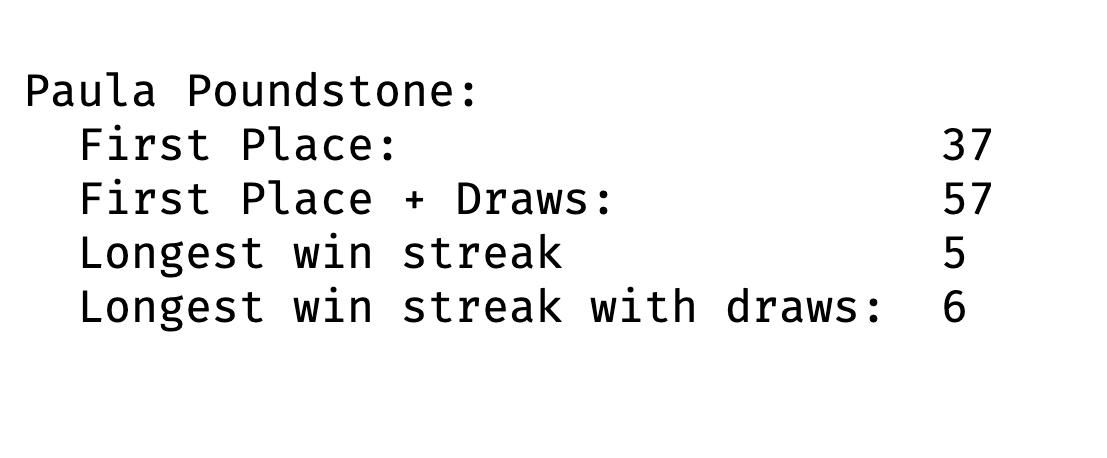 Paula Poundstone:
First Place: 37
First Place + Draws: 57
Longest win streak 5
Longest win streak with draws: 6